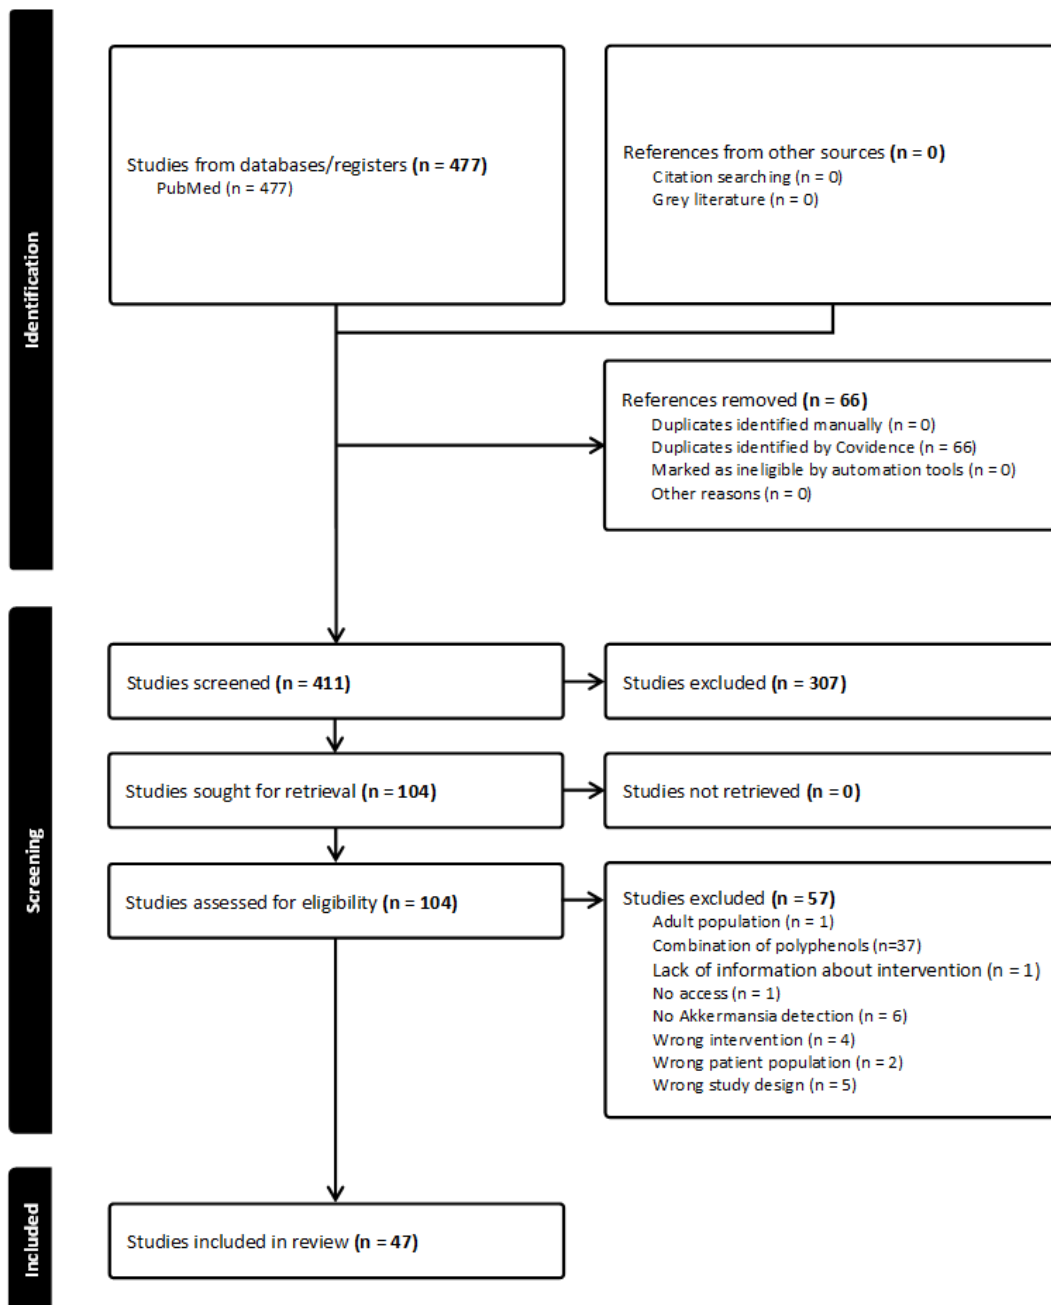 Identification
Studies from databases/registers (n = 477)
PubMed (n = 477)
References from other sources (n = 0)
Citation searching (n = 0)
Grey literature (n = 0)
References removed (n = 66)
Duplicates identified manually (n = 0)
Duplicates identified by Covidence (n = 66)
Marked as ineligible by automation tools (n = 0)
Other reasons (n = 0)
Screening
Studies screened (n = 411)
Studies excluded (n = 307)
Studies sought for retrieval (n = 104)
Studies not retrieved (n = 0)
Studies assessed for eligibility (n = 104)
Studies excluded (n = 57)
Adult population (n = 1)
Combination of polyphenols (n=37)
Lack of information about intervention (n = 1)
No access (n = 1)
No Akkermansia detection (n = 6)
Wrong intervention (n = 4)
Wrong patient population (n = 2)
Wrong study design (n = 5)
Included
Studies included in review (n = 47)